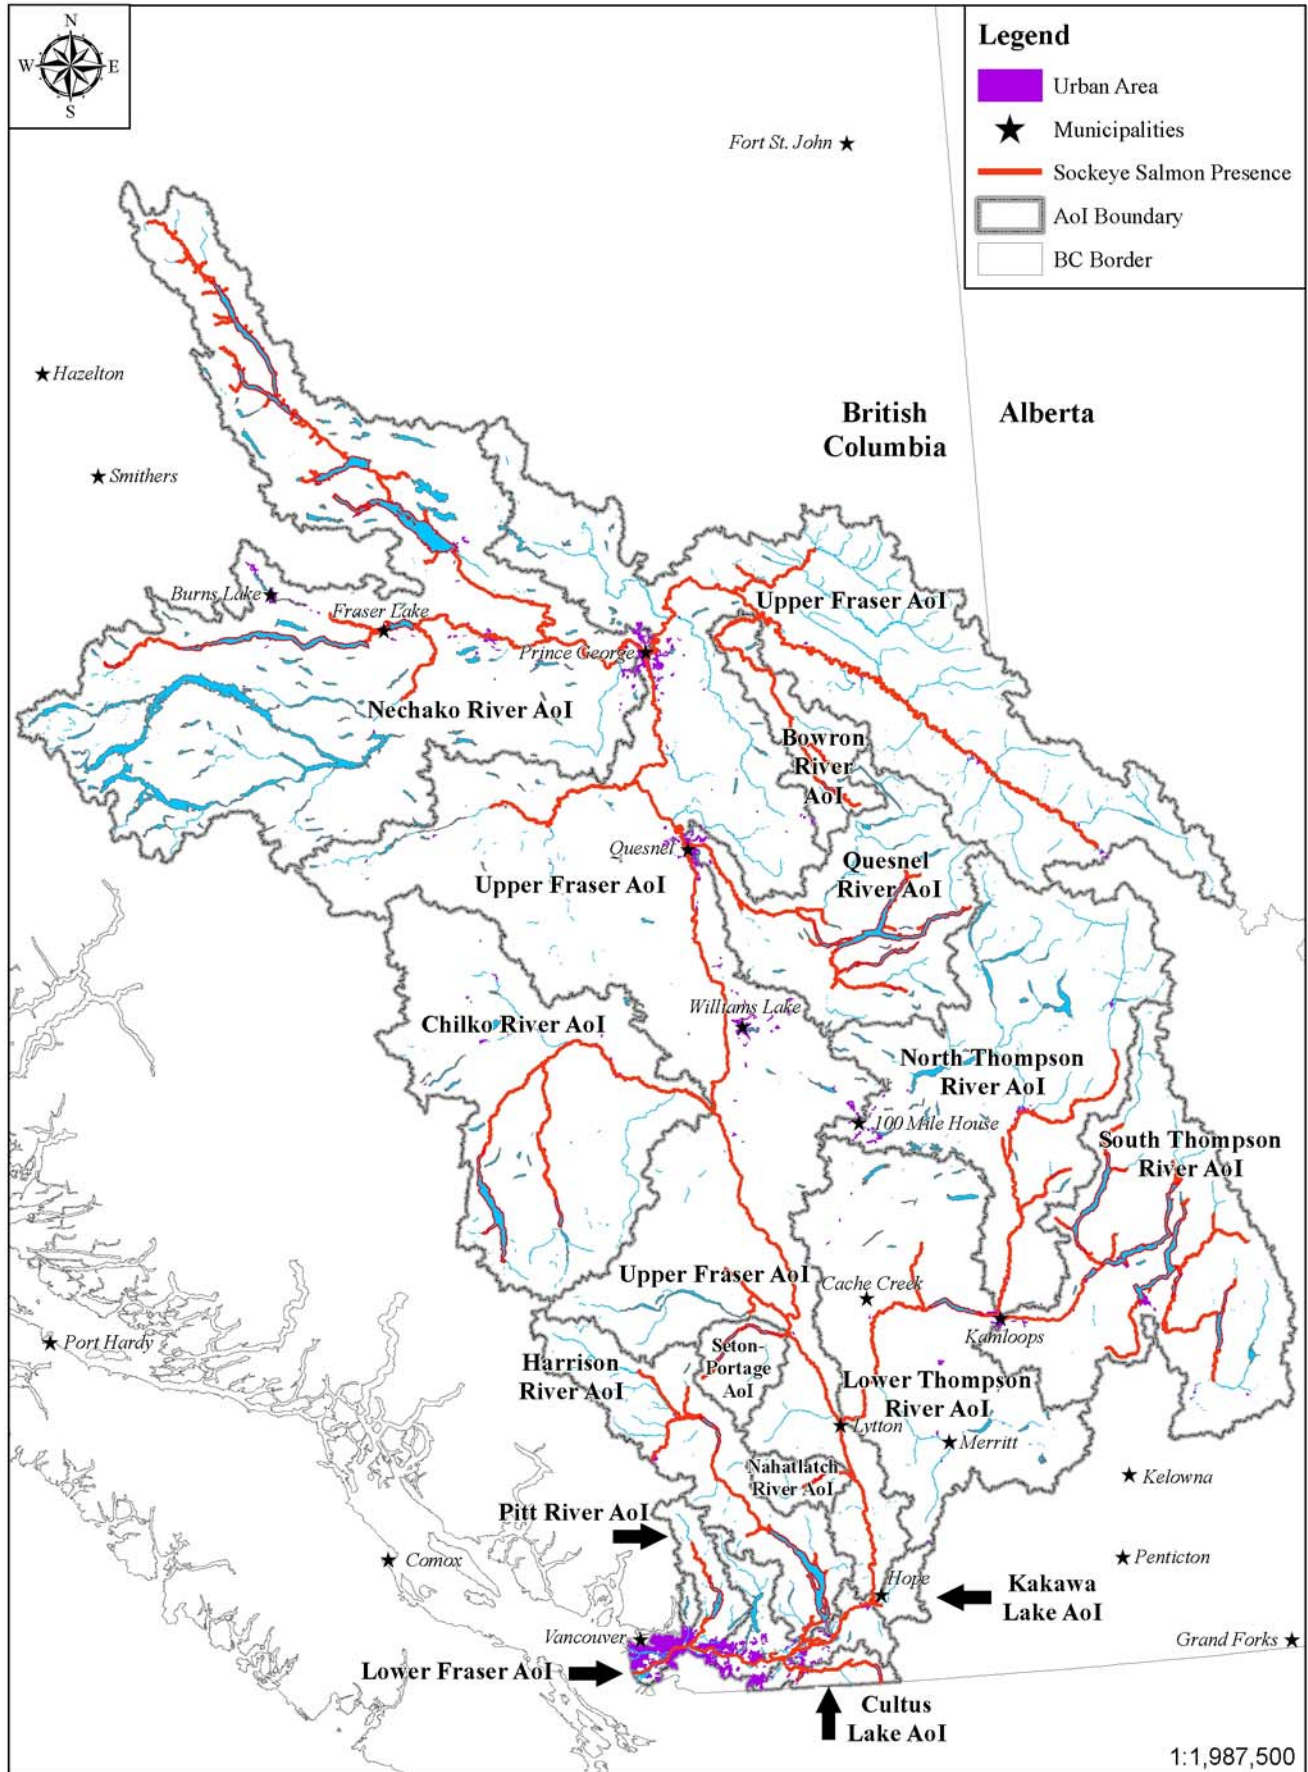 N
W
E
S
Legend
Urban Area
Municipalities
Sockeye Salmon Presence
AoI Boundary
BC Border
Fort St. John
Hazelton
British
Columbia
Alberta
Smithers
Burns Lake
Fraser Lake
Upper Fraser AoI
Prince George
Nechako River AoI
Bowron
River
AoI
Quesnel
Quesnel
River AoI
Upper Fraser AoI
Williams Lake
Chilko River AoI
North Thompson
River AoI
100 Mile House
South Thompson
River AoI
Upper Fraser AoI
Cache Creek
Port Hardy
Kamloops
Seton-
Portage
AoI
Harrison
River AoI
Lower Thompson
River AoI
Lytton
Merritt
Nahatlatch
River AoI
Kelowna
Pitt River AoI
Comox
Penticton
Hope
Kakawa
Lake AoI
Vancouver
Grand Forks
Lower Fraser AoI
Cultus
Lake AoI
1:1,987,500